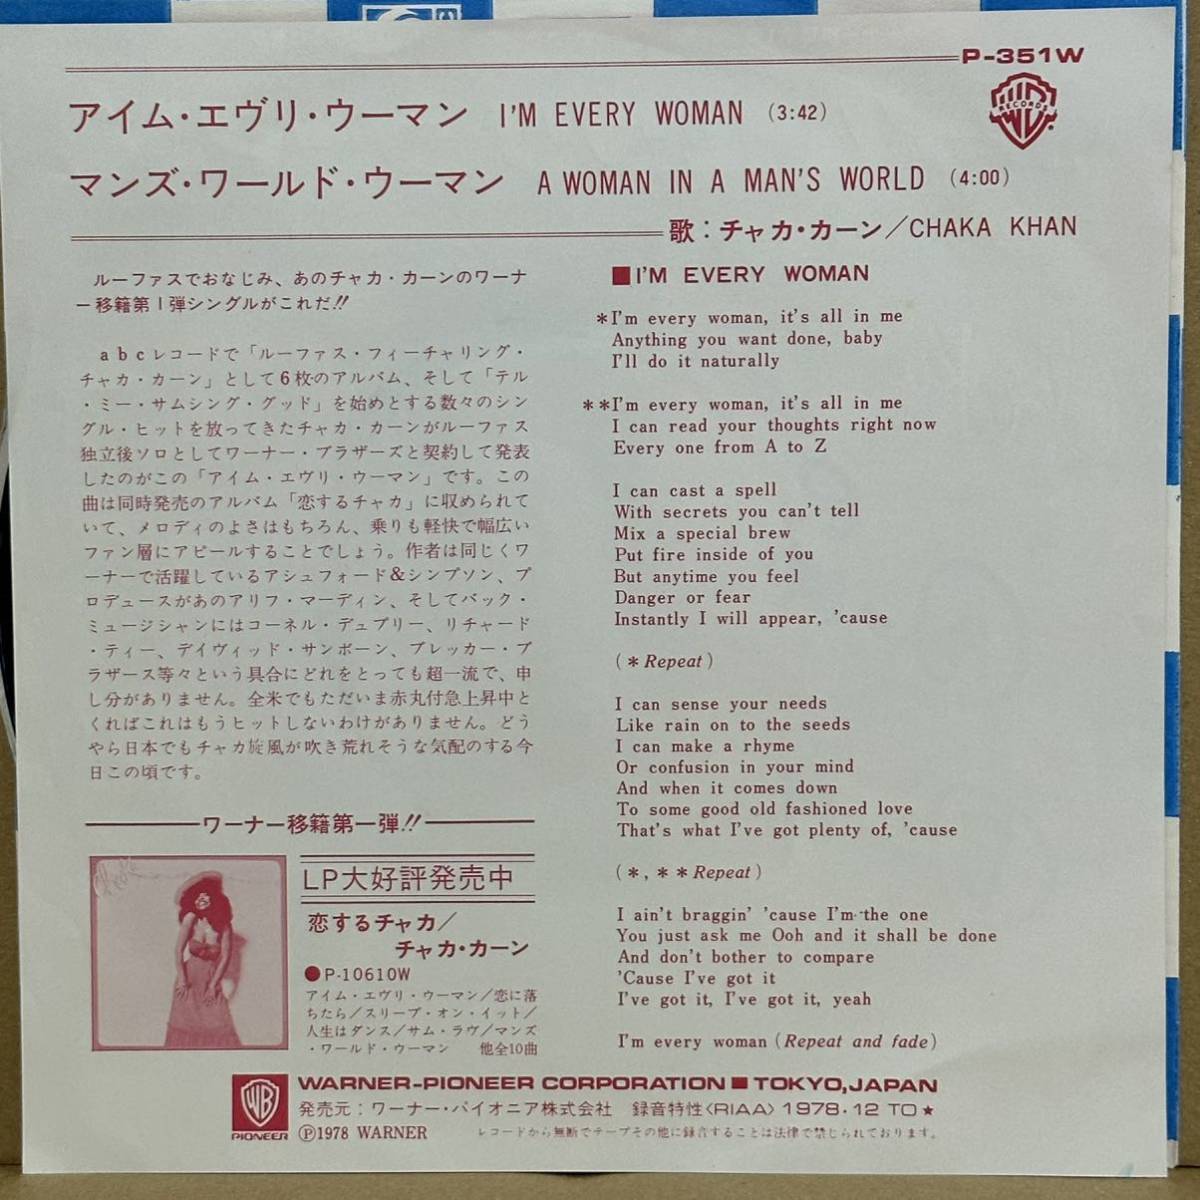 P-351W
アイム・エヴリ・ウーマン I'M EVERY WOMAN (3:42)
RECORDS
マンズ・ワールド・ウーマン A WOMAN IN A MAN'S WORLD (4:00)
歌：チャカ・カーン／CHAKA KHAN
ルーファスでおなじみ、あのチャカ・カーンのワーナ
ー移籍第1弾シングルがこれだ!!
abcレコードで「ルーファス・フィーチャリング・
チャカ・カーン」として6枚のアルバム、そして「テル
・ミー・サムシング・グッド」を始めとする数々のシン
グル・ヒットを放ってきたチャカ・カーンがルーファス
独立後ソロとしてワーナー・ブラザーズと契約して発表
したのがこの「アイム・エヴリ・ウーマン」です。この
曲は同時発売のアルバム「恋するチャカ」に収められて
いて、メロディのよさはもちろん、乗りも軽快で幅広い
ファン層にアピールすることでしょう。作者は同じくワ
ーナーで活躍しているアシュフォード&シンプソン、プ
ロデュースがあのアリフ・マーディン、そしてバック・
ミュージシャンにはコーネル・デュプリー、リチャード
・ティー、デイヴィッド・サンボーン、ブレッカー・ブ
ラザース等々という具合にどれをとっても超一流で、申
し分がありません。全米でもただいま赤丸付急上昇中と
くればこれはもうヒットしないわけがありません。どう
やら日本でもチャカ旋風が吹き荒れそうな気配のする今
日この頃です。
ワーナー移籍第一弾!!
LP大好評発売中
恋するチャカ／
チャカ・カーン
●P-10610W
アイム・エヴリ・ウーマン／恋に落
ちたら／スリープ・オン・イット／
人生はダンス／サム・ラヴ／マンズ
・ワールド・ウーマン 他全10曲
■I'M EVERY WOMAN
*I'm every woman, it's all in me
Anything you want done, baby
I'll do it naturally
**I'm every woman, it's all in me
I can read your thoughts right now
Every one from A to Z
I can cast a spell
With secrets you can't tell
Mix a special brew
Put fire inside of you
But anytime you feel
Danger or fear
Instantly I will appear, 'cause
(*Repeat)
I can sense your needs
Like rain on to the seeds
I can make a rhyme
Or confusion in your mind
And when it comes down
To some good old fashioned love
That's what I've got plenty of, 'cause
(*, **Repeat)
I ain't braggin' 'cause I'm the one
You just ask me Ooh and it shall be done
And don't bother to compare
'Cause I've got it
I've got it, I've got it, yeah
I'm every woman (Repeat and fade)
PIONEER
WARNER-PIONEER CORPORATION ■ TOKYO, JAPAN
発売元：ワーナー・パイオニア株式会社 録音特性〈RIAA〉1978・12 TO★
Ⓟ1978 WARNER レコードから無断でテープその他に録音することは法律で禁じられております。